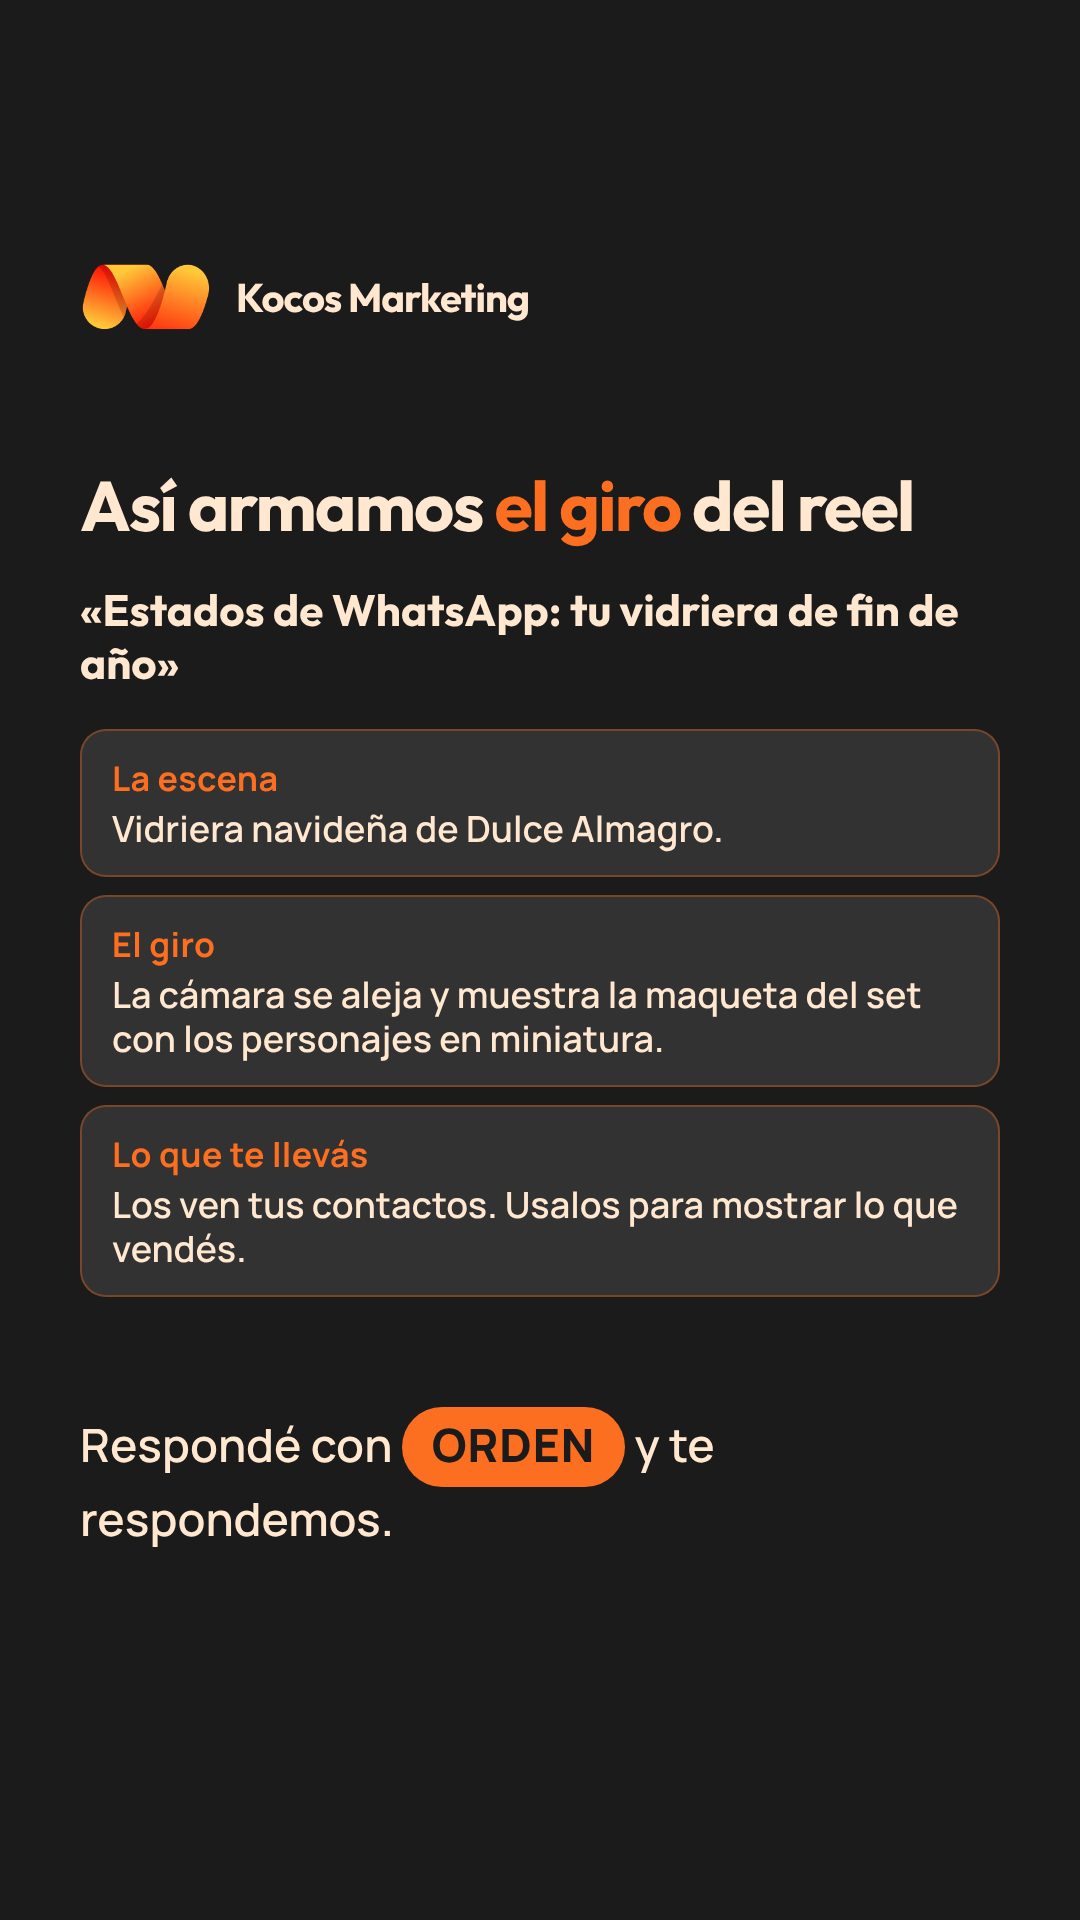 Kocos Marketing
Así armamos el giro del reel
«Estados de WhatsApp: tu vidriera de fin de
año»
La escena
Vidriera navideña de Dulce Almagro.
El giro
La cámara se aleja y muestra la maqueta del set
con los personajes en miniatura.
Lo que te llevás
Los ven tus contactos. Usalos para mostrar lo que
vendés.
Respondé con ORDEN y te
respondemos.